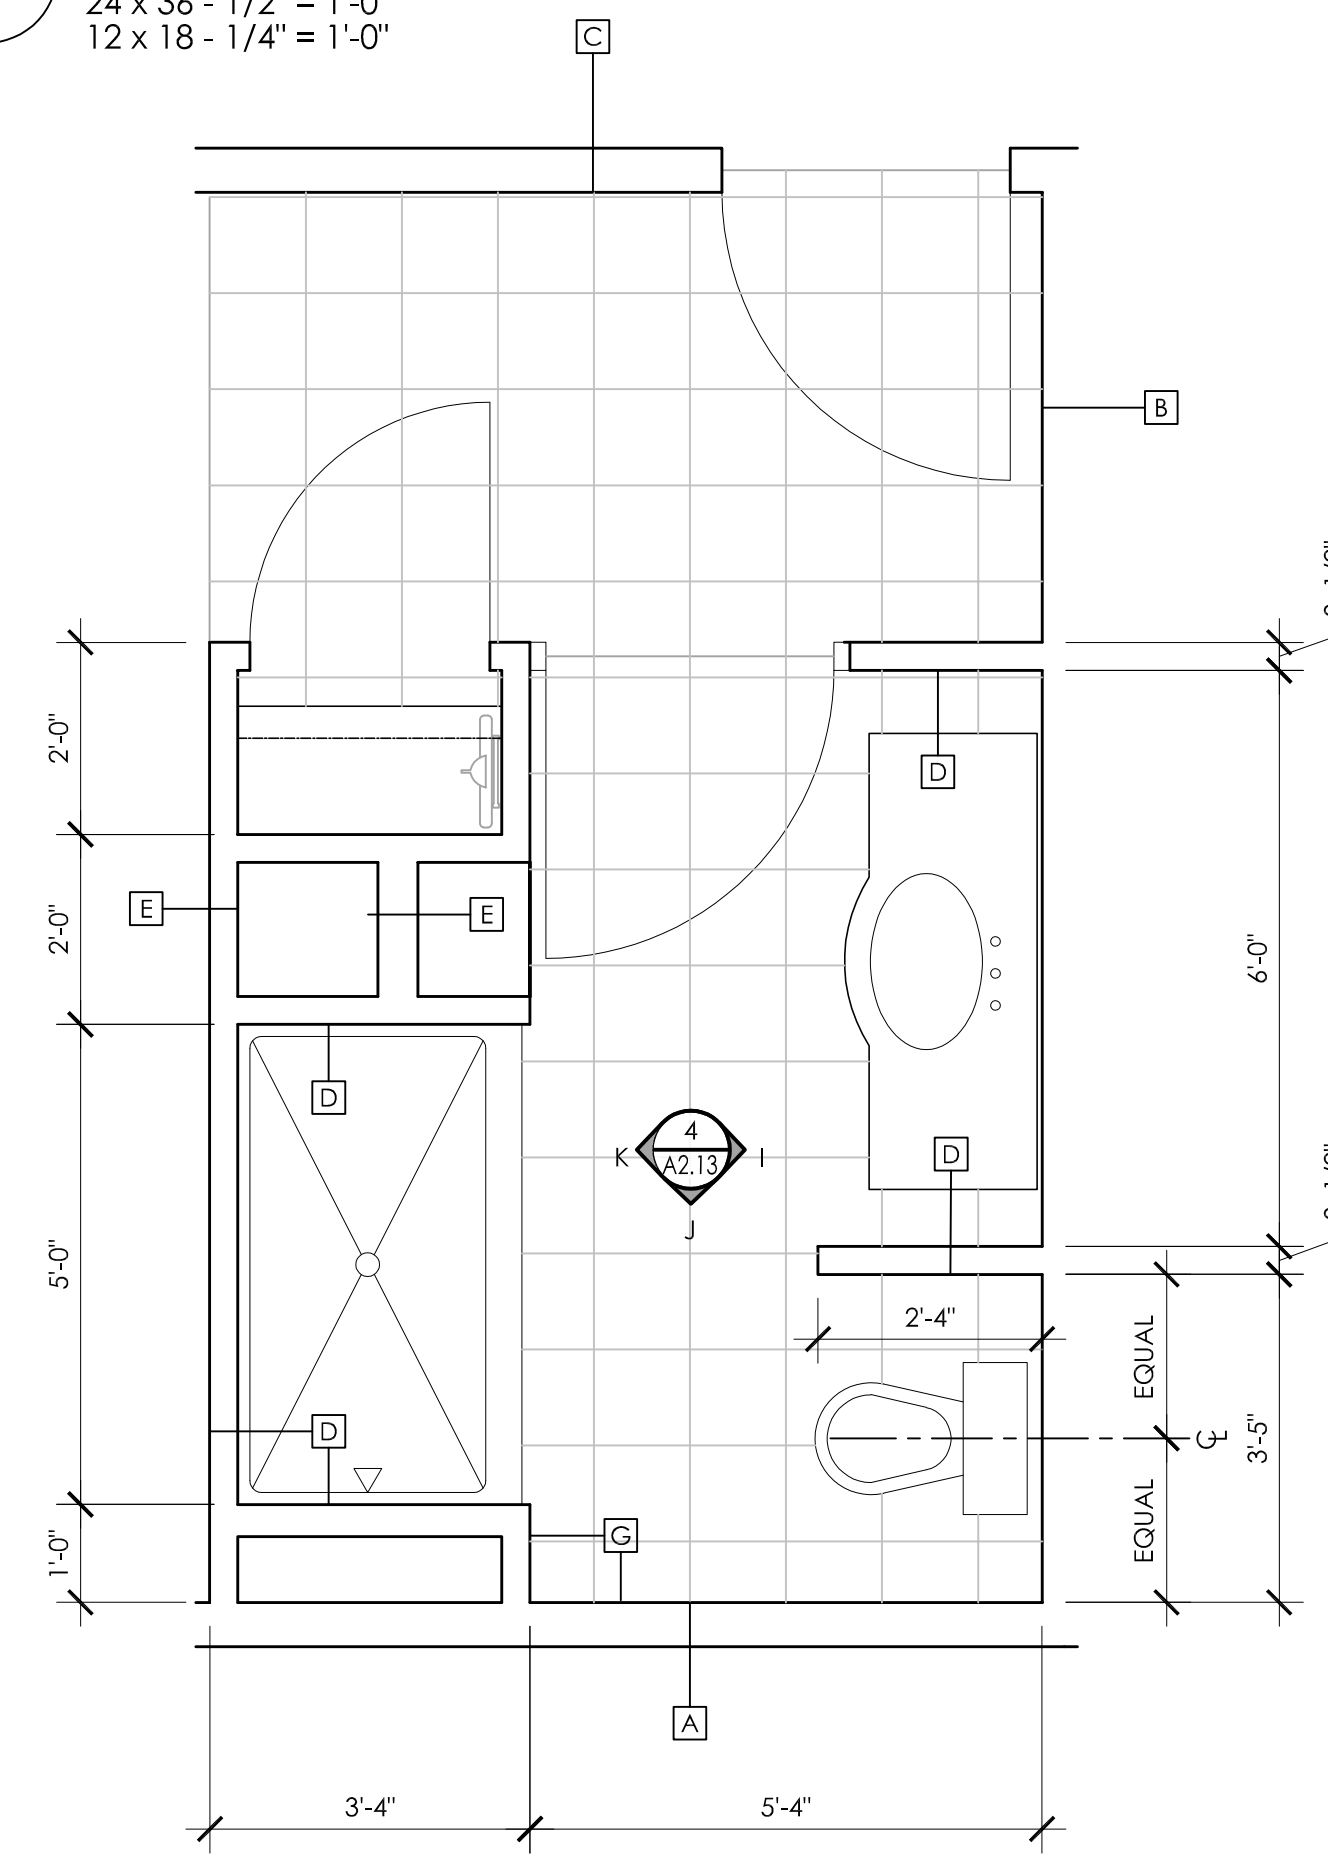 24 x 36 - 1/2" = 1'-0"
12 x 18 - 1/4" = 1'-0"
C
B
2'-0"
D
E
E
2'-0"
6'-0"
D
4
K
A2.13
I
D
J
5'-0"
2'-4"
EQUAL
D
CL
3'-5"
EQUAL
G
1'-0"
A
3'-4"
5'-4"